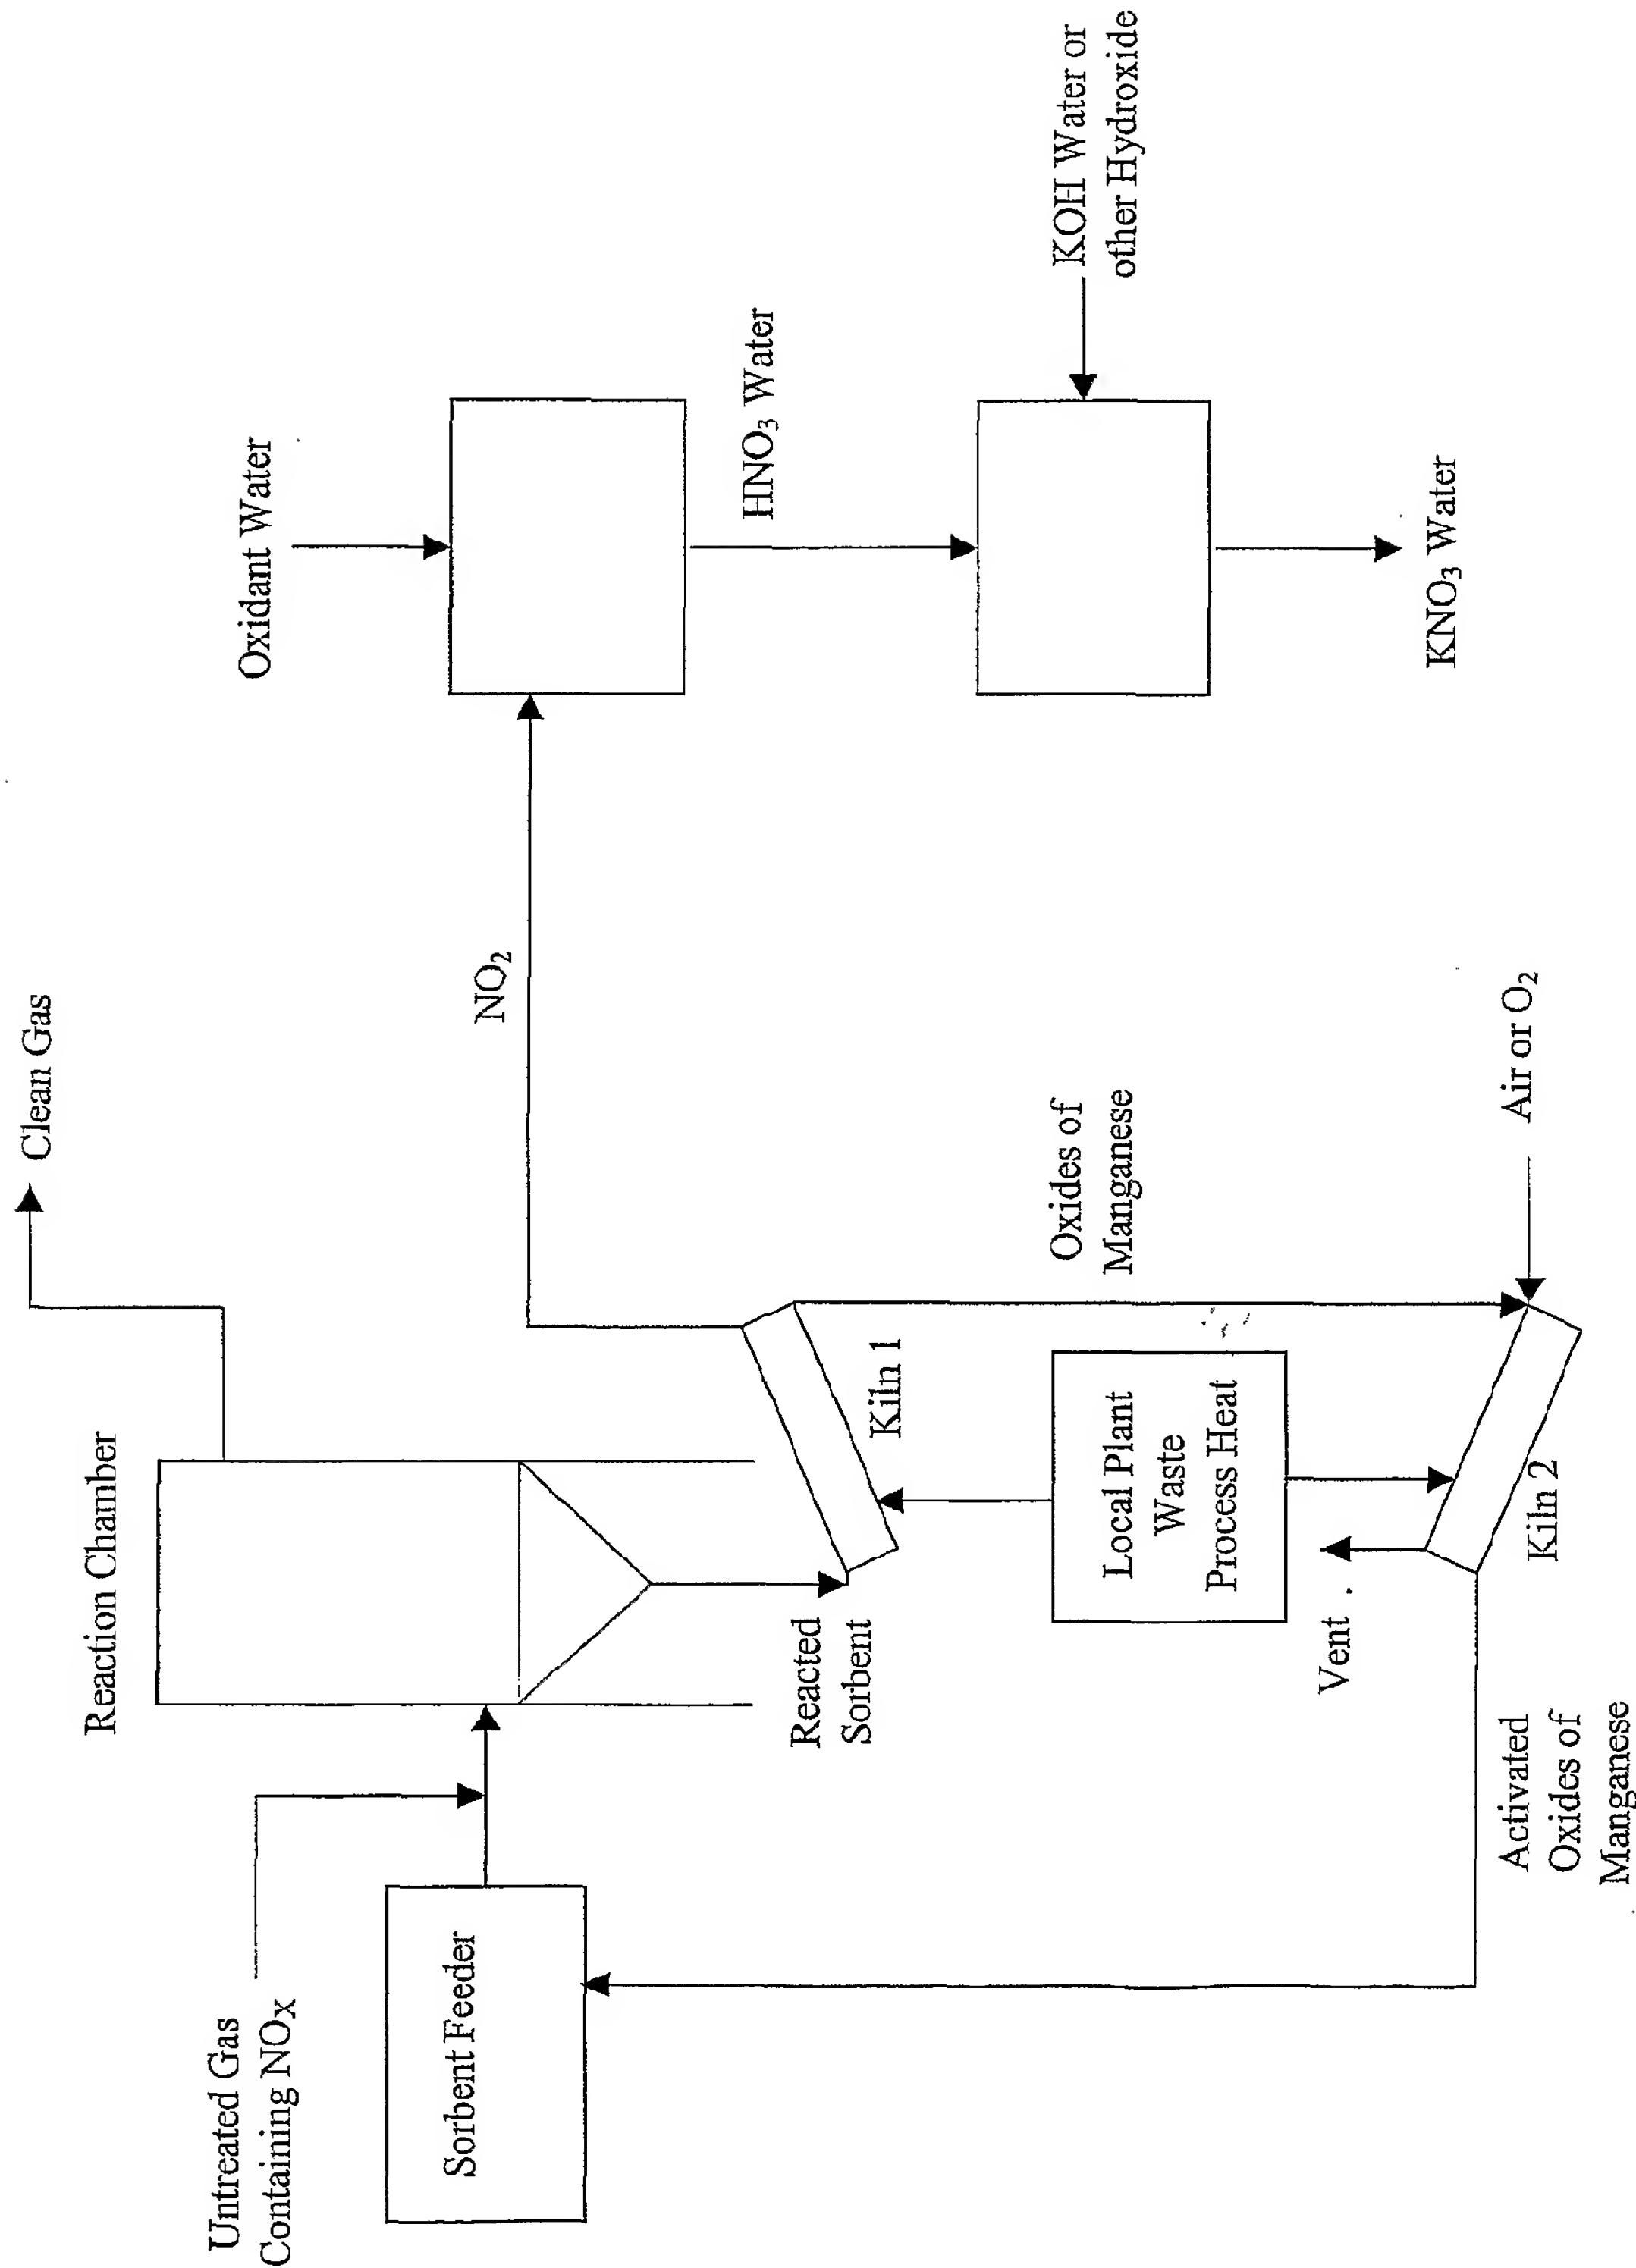 Untreated Gas
Containing NOX
Sorbent Feeder
Reaction Chamber
Clean Gas
Reacted
Sorbent
Kiln 1
NO2
Oxidant Water
HNO3 Water
KOH Water or
other Hydroxide
KNO3 Water
Oxides of
Manganese
Local Plant
Waste
Process Heat
Vent
Kiln 2
Air or O2
Activated
Oxides of
Manganese